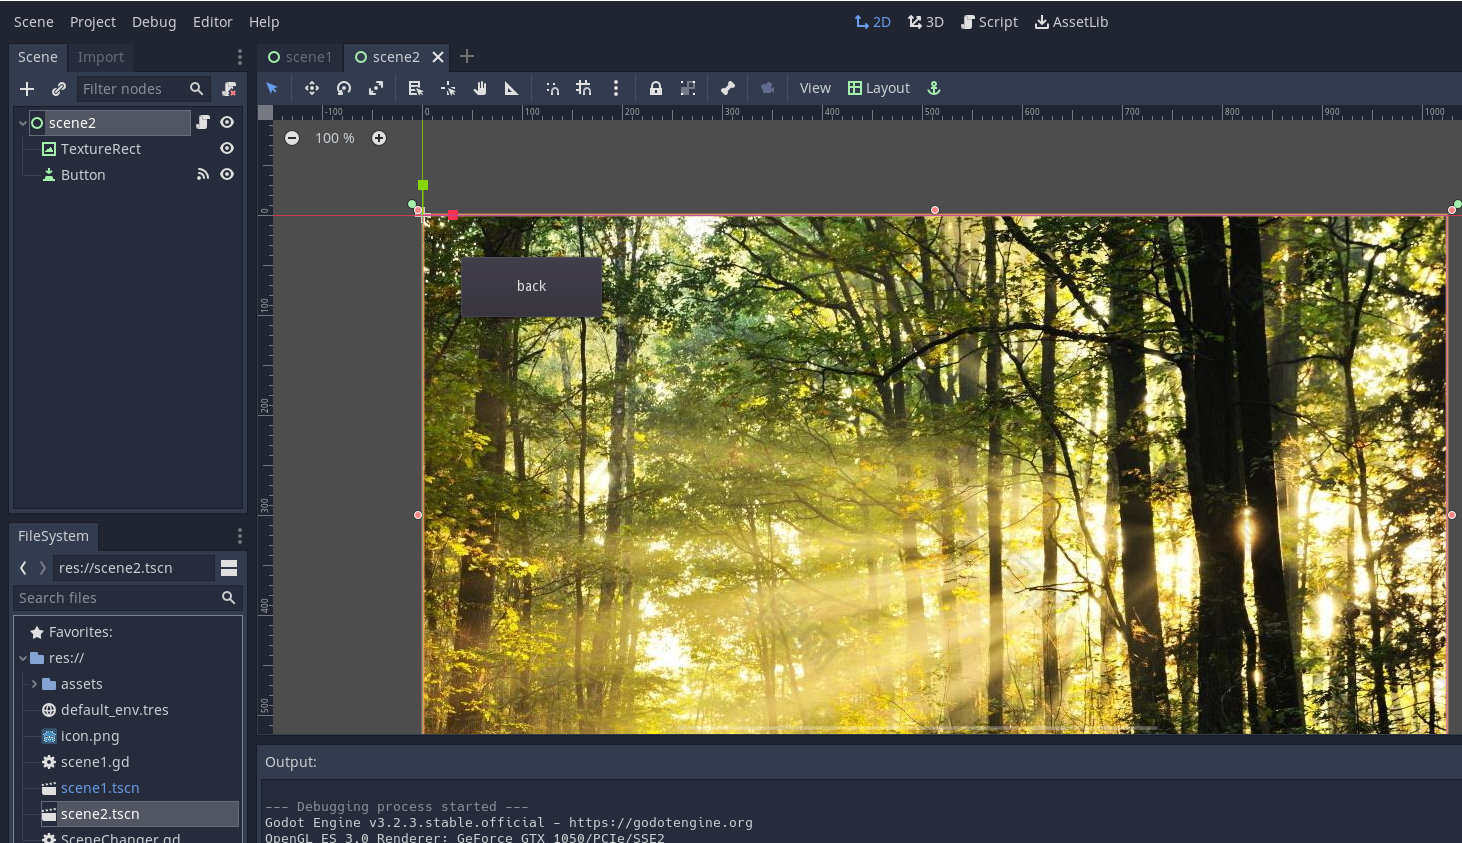 Scene Project Debug Editor Help 2D 3D Script AssetLib
Scene Import scene1 scene2
Filter nodes View Layout
-100 0 100 200 300 400 500 600 700 800 900 1000
scene2
100 %
TextureRect
Button
0
back
100
200
300
400
500
FileSystem
res://scene2.tscn
Search files
Favorites:
res://
assets
default_env.tres
icon.png
scene1.gd
scene1.tscn
scene2.tscn
SceneChanger.gd
Output:
--- Debugging process started ---
Godot Engine v3.2.3.stable.official - https://godotengine.org
OpenGL ES 3.0 Renderer: GeForce GTX 1050/PCIe/SSE2